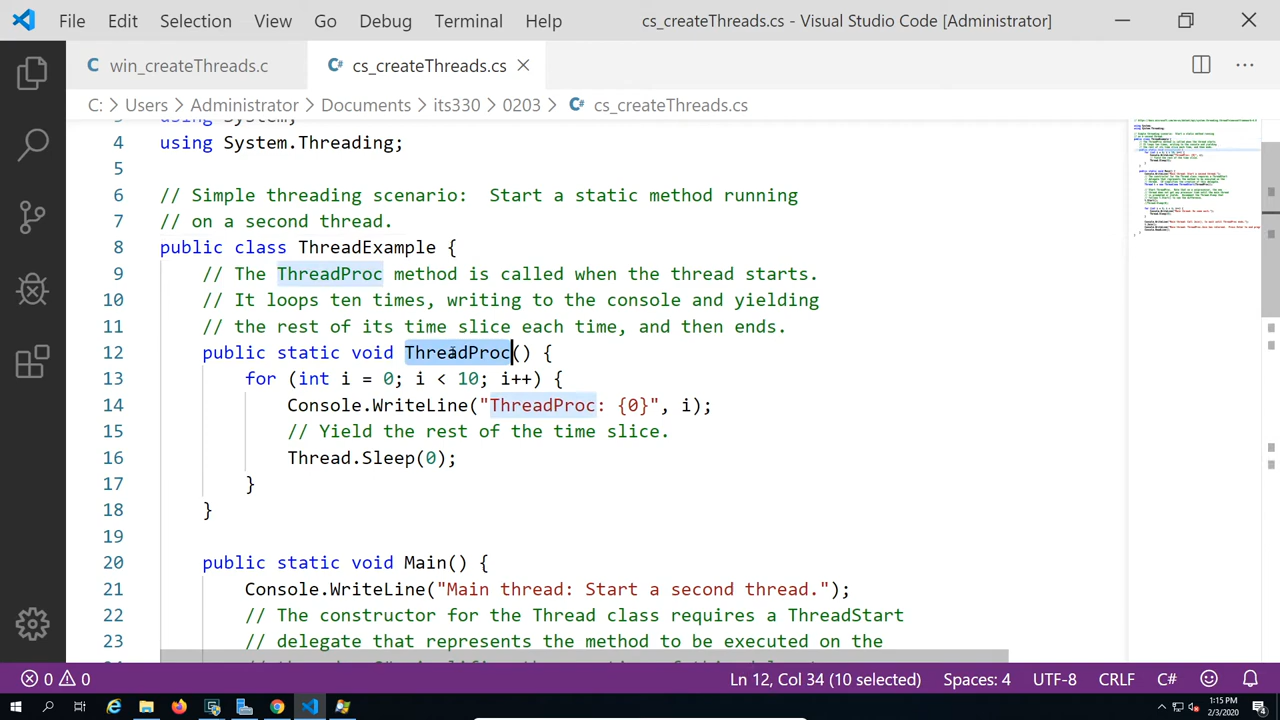 File Edit Selection View Go Debug Terminal Help cs_createThreads.cs - Visual Studio Code [Administrator]
C win_createThreads.c C# cs_createThreads.cs
C: > Users > Administrator > Documents > its330 > 0203 > C# cs_createThreads.cs
3 using System;
4 using System.Threading;
5
6 // Simple threading scenario: Start a static method running
7 // on a second thread.
8 public class ThreadExample {
9 // The ThreadProc method is called when the thread starts.
10 // It loops ten times, writing to the console and yielding
11 // the rest of its time slice each time, and then ends.
12 public static void ThreadProc() {
13 for (int i = 0; i < 10; i++) {
14 Console.WriteLine("ThreadProc: {0}", i);
15 // Yield the rest of the time slice.
16 Thread.Sleep(0);
17 }
18 }
19
20 public static void Main() {
21 Console.WriteLine("Main thread: Start a second thread.");
22 // The constructor for the Thread class requires a ThreadStart
23 // delegate that represents the method to be executed on the
0 0 Ln 12, Col 34 (10 selected) Spaces: 4 UTF-8 CRLF C#
1:15 PM
2/3/2020
4